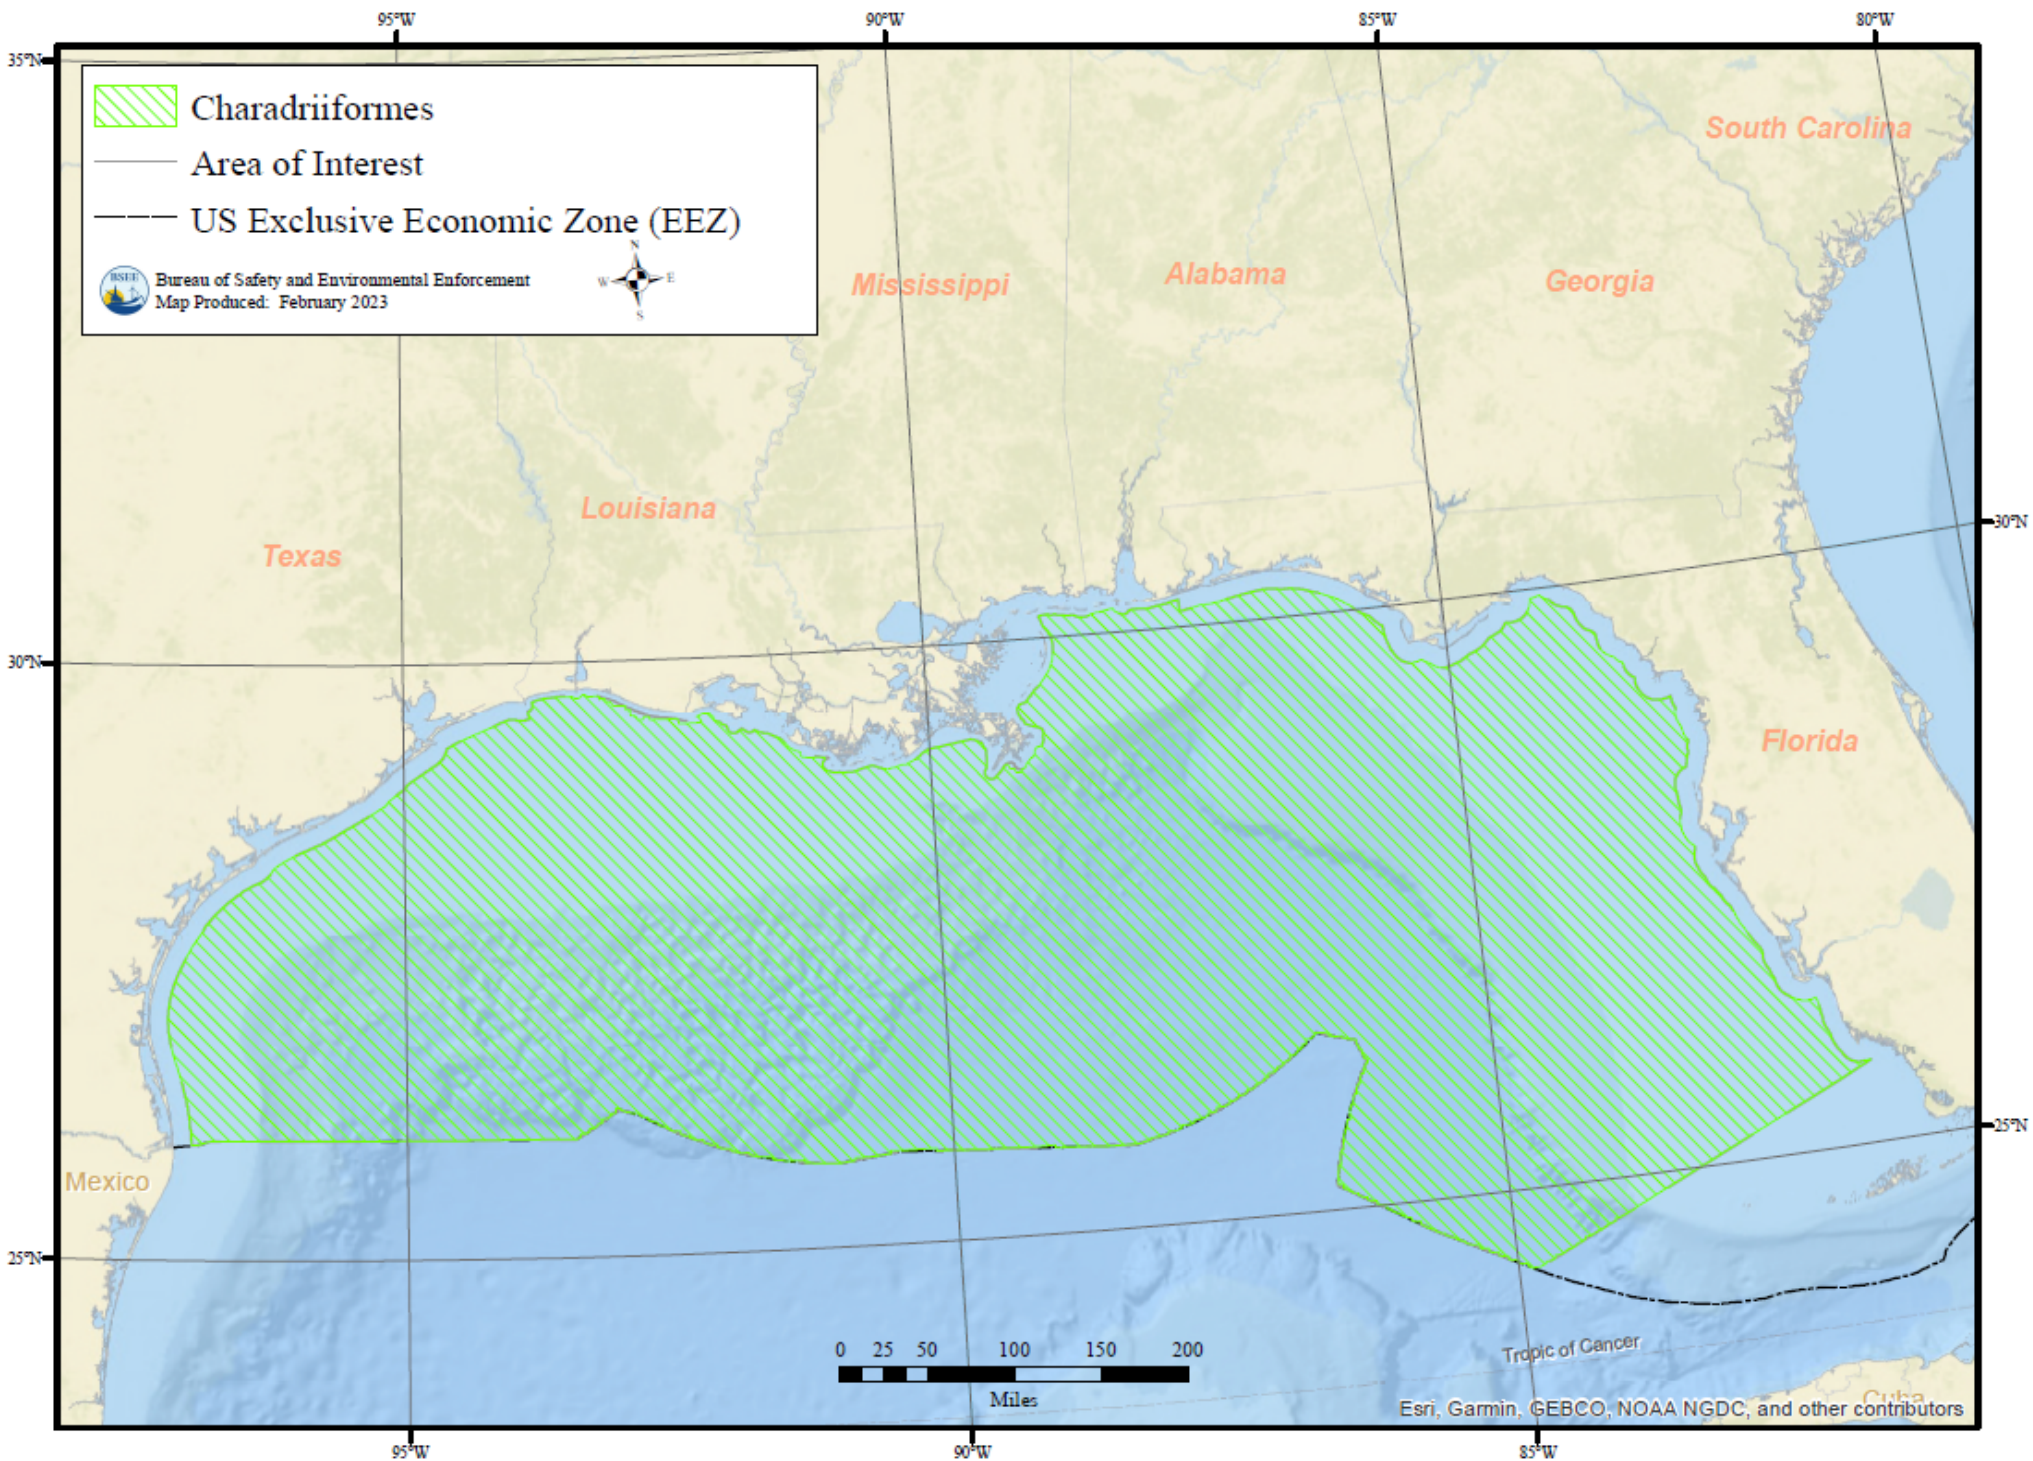 95°W 90°W 85°W 80°W
35°N
Charadriiformes
Area of Interest
US Exclusive Economic Zone (EEZ)
BSEE
Bureau of Safety and Environmental Enforcement
Map Produced: February 2023
N
W E
S
South Carolina
Mississippi
Alabama
Georgia
Louisiana
Texas
30°N
30°N
Florida
Mexico
25°N
25°N
0 25 50 100 150 200
Miles
Tropic of Cancer
Cuba
Esri, Garmin, GEBCO, NOAA NGDC, and other contributors
95°W 90°W 85°W